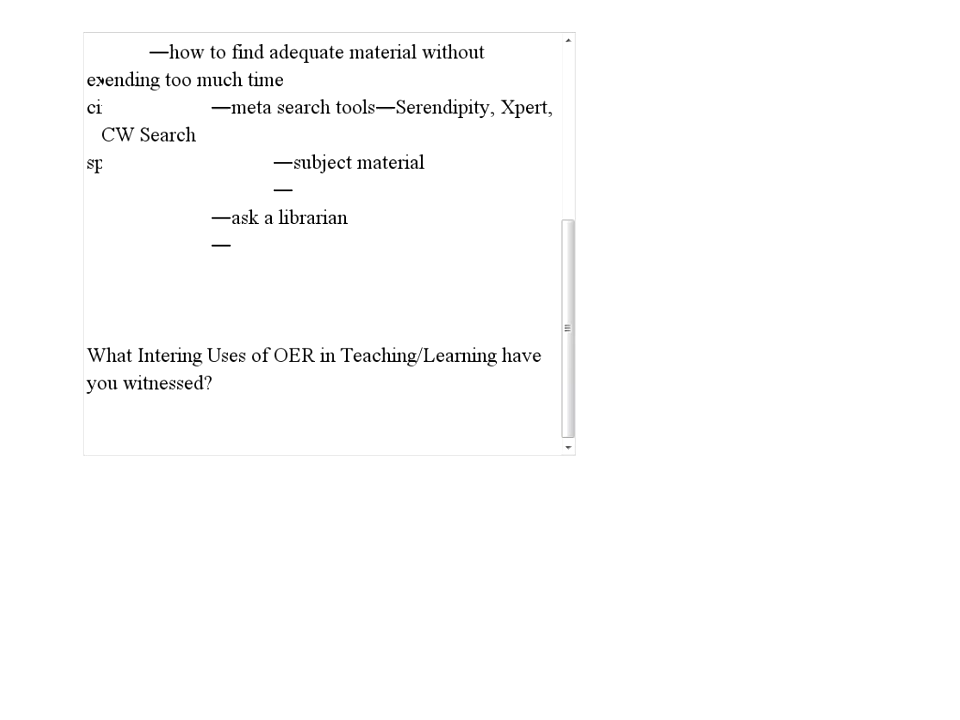 —how to find adequate material without
exending too much time
—meta search tools—Serendipity, Xpert,
CW Search
—subject material
—
—ask a librarian
—
What Intering Uses of OER in Teaching/Learning have
you witnessed?